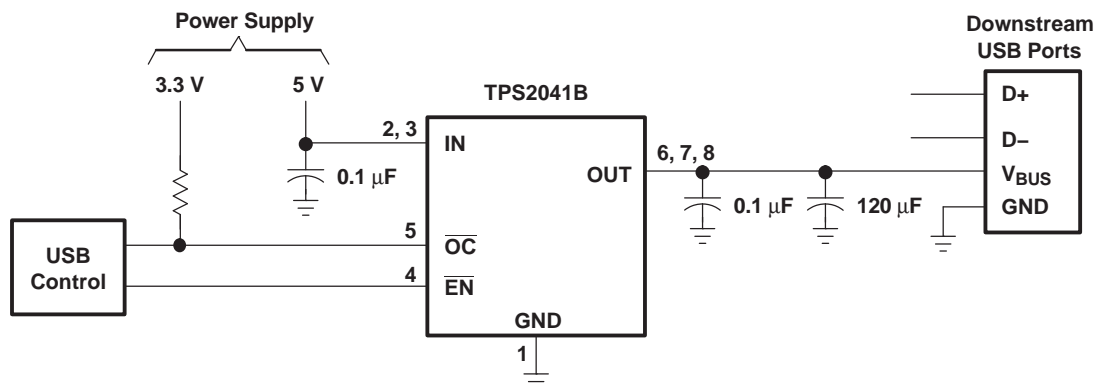 Power Supply
3.3 V
5 V
TPS2041B
Downstream
USB Ports
D+
D−
V_BUS
GND
2, 3
IN
0.1 μF
OUT
6, 7, 8
0.1 μF
120 μF
USB
Control
5
OC
4
EN
GND
1